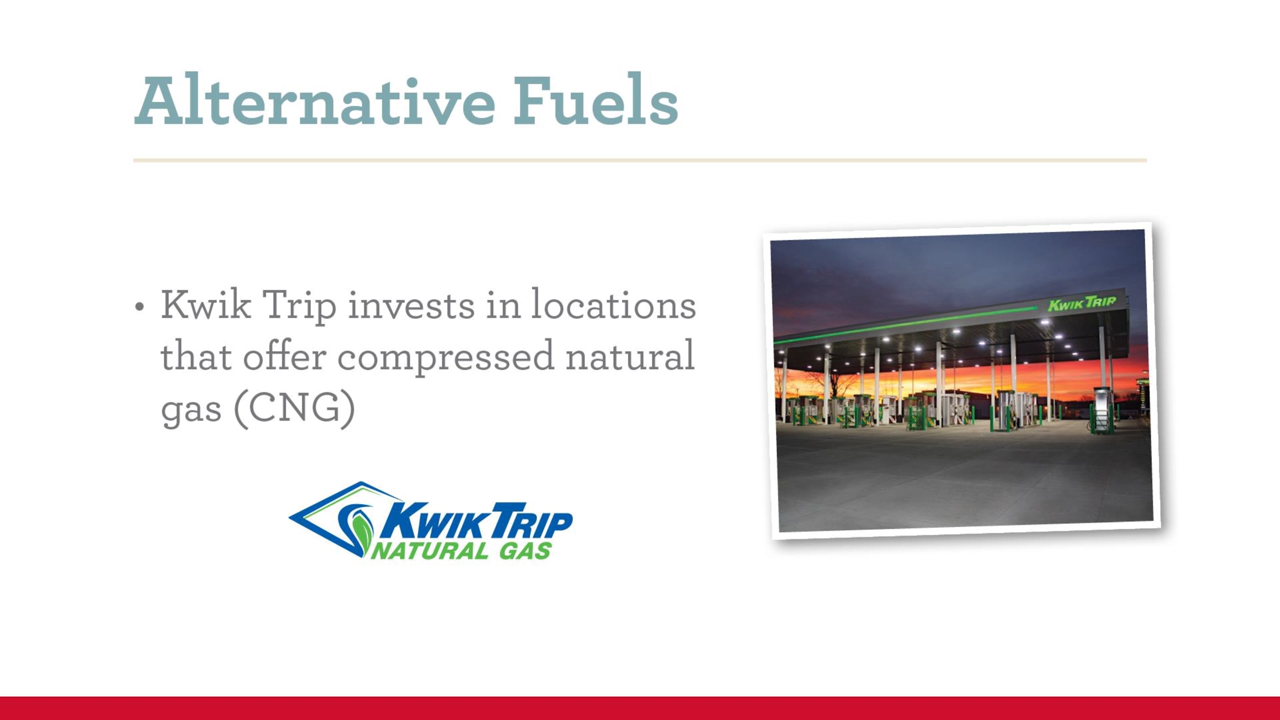 Alternative Fuels
• Kwik Trip invests in locations
that offer compressed natural
gas (CNG)
KWIK TRIP
KWIK TRIP
NATURAL GAS